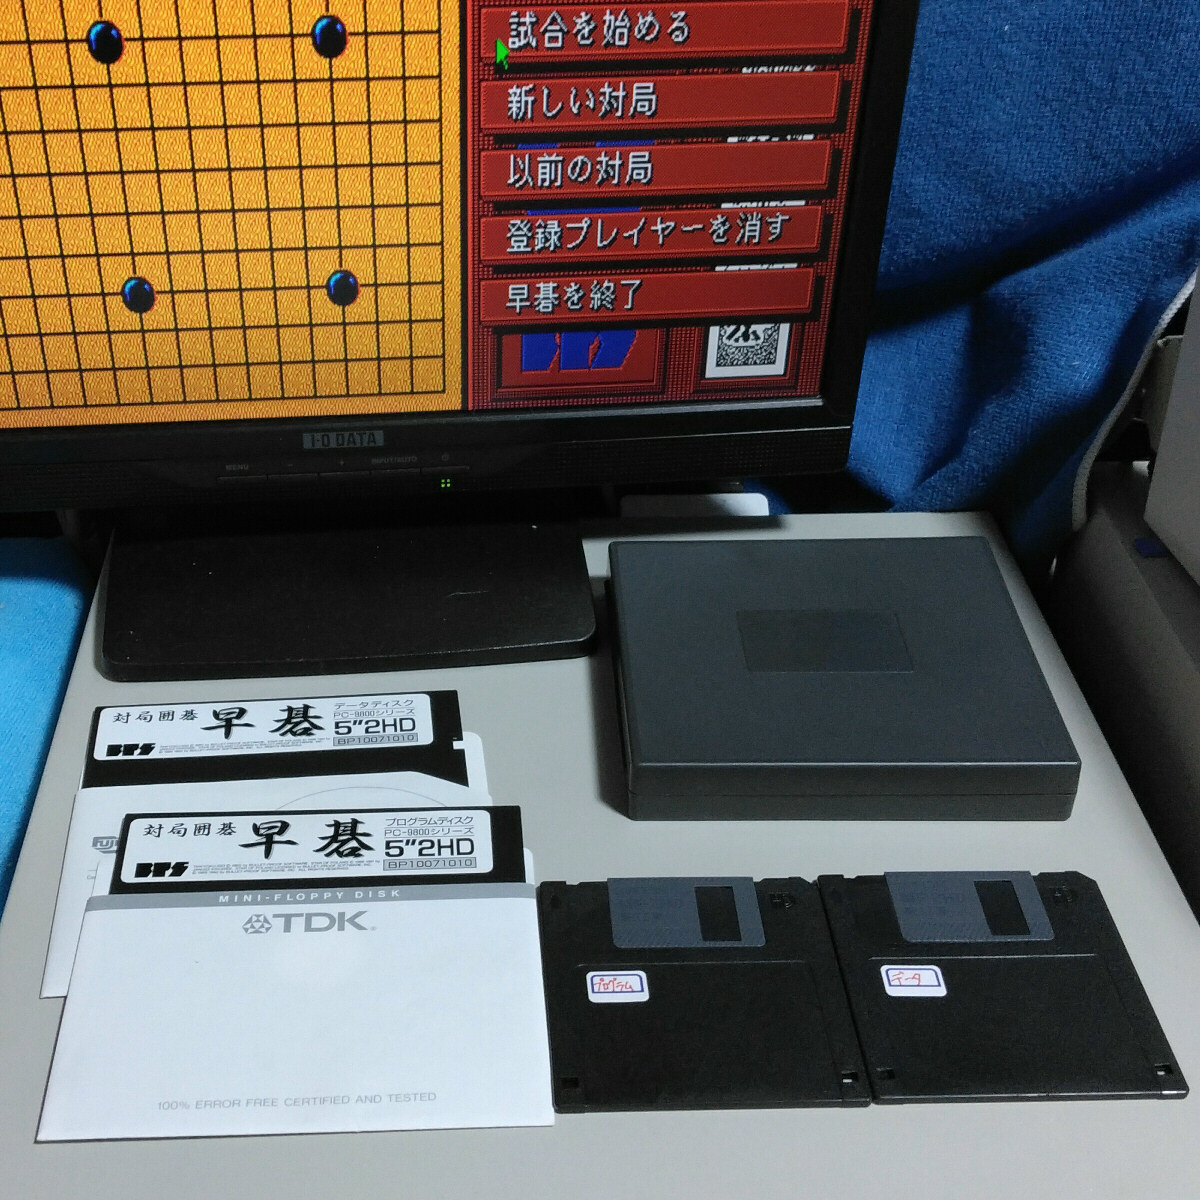 試合を始める
新しい対局
以前の対局
登録プレイヤーを消す
早碁を終了
I-O DATA
MENU - + INPUT/AUTO
対局囲碁 早碁
データディスク
PC-9800シリーズ
5"2HD
BP10071010
BPS
対局囲碁 早碁
プログラムディスク
PC-9800シリーズ
5"2HD
BP10071010
BPS
MINI-FLOPPY DISK
TDK
100% ERROR FREE CERTIFIED AND TESTED
プログラム
データ